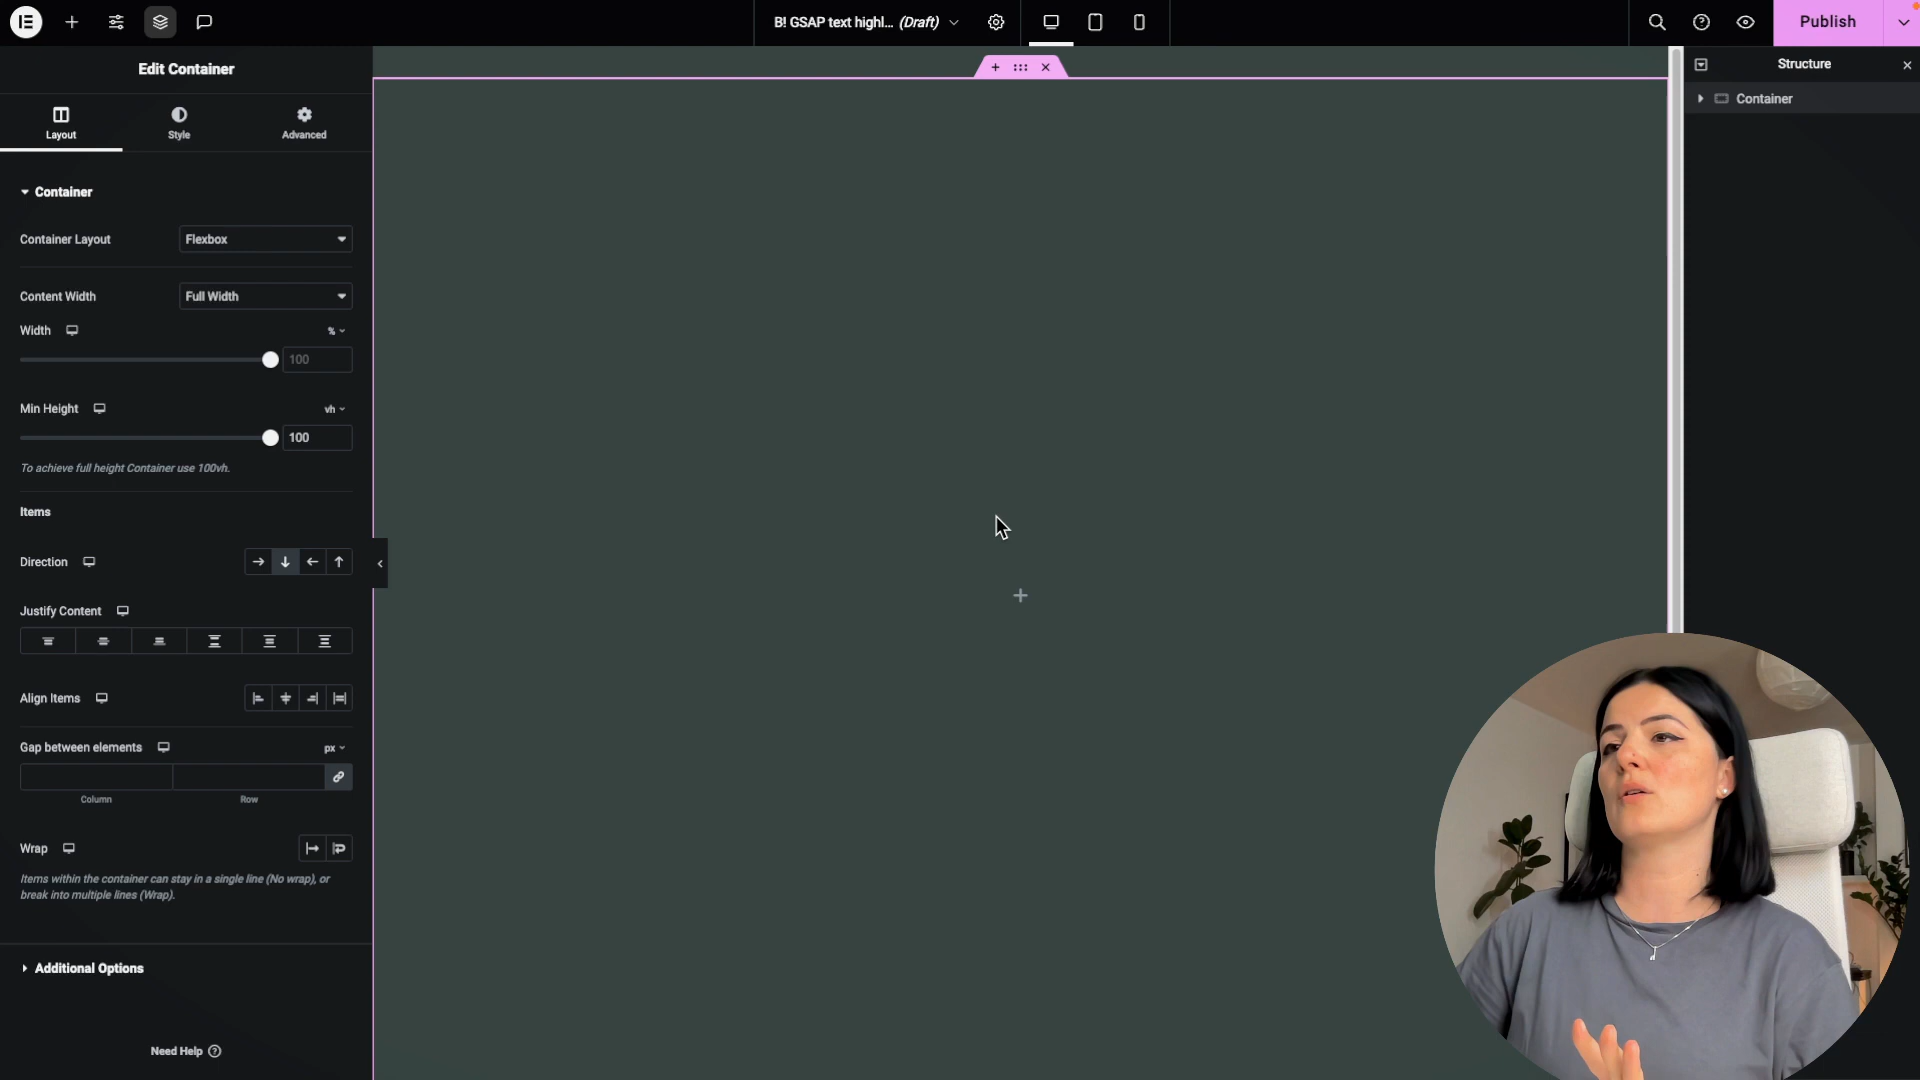 B! GSAP text highl... (Draft)
Publish
Edit Container
Structure
Container
Layout
Style
Advanced
Container
Container Layout
Flexbox
Content Width
Full Width
Width
%
100
Min Height
vh
100
To achieve full height Container use 100vh.
Items
Direction
Justify Content
Align Items
Gap between elements
px
Column
Row
Wrap
Items within the container can stay in a single line (No wrap), or
break into multiple lines (Wrap).
Additional Options
Need Help